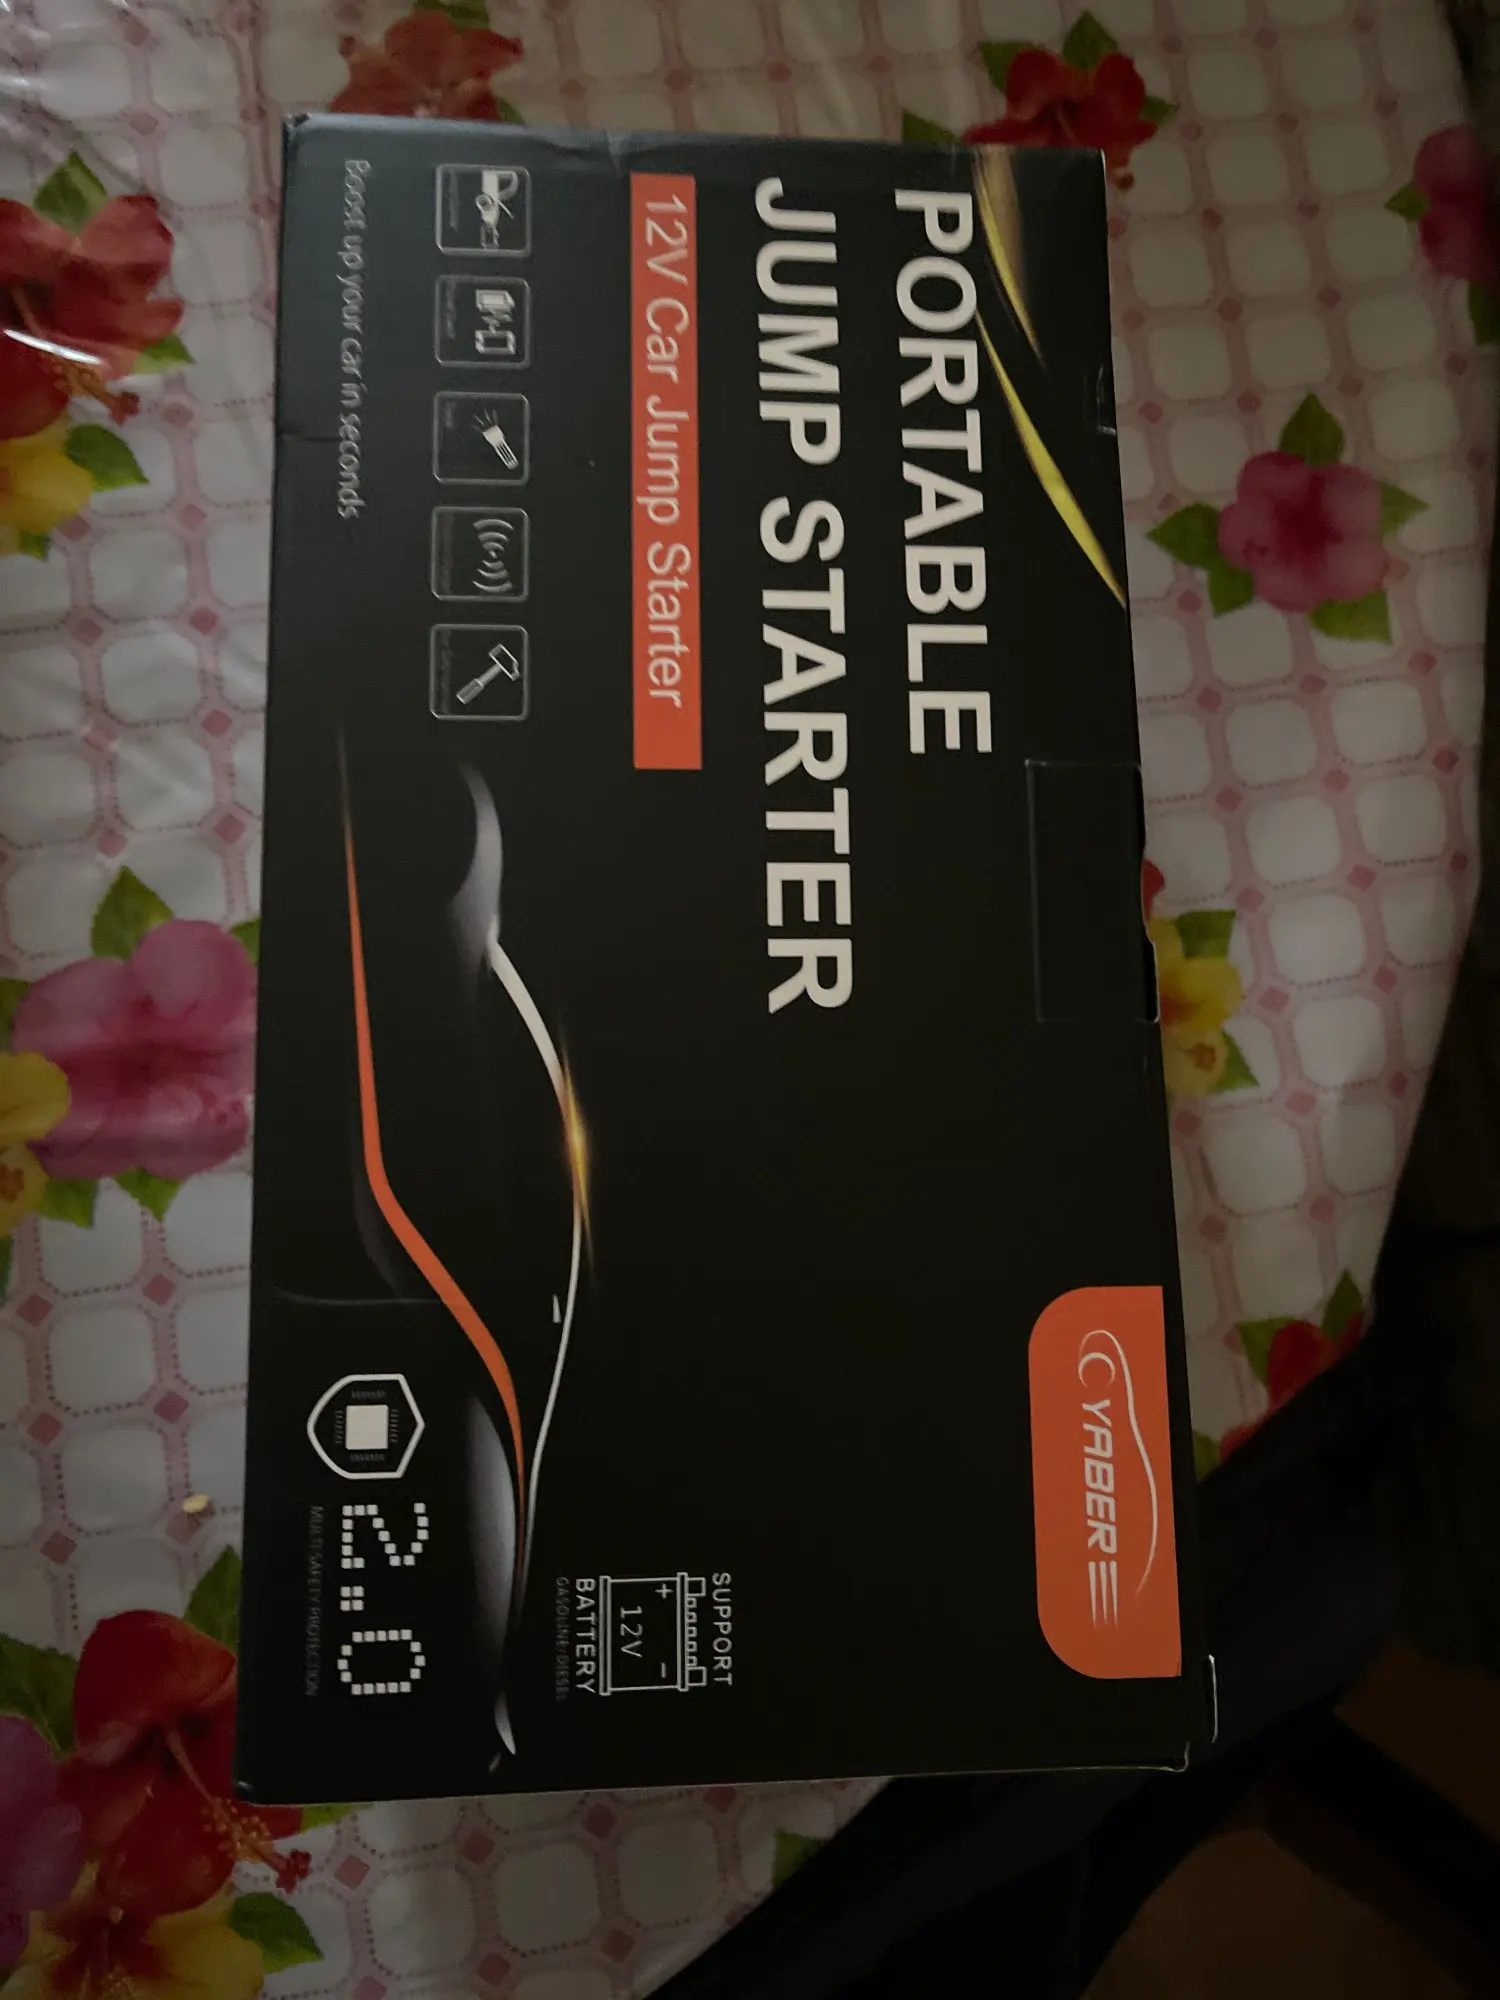 YABER
PORTABLE
JUMP STARTER
12V Car Jump Starter
SUPPORT
+ -
12V
BATTERY
GASOLINE/DIESEL
Boost up your car in seconds
2.0
MULTI SAFETY PROTECTION